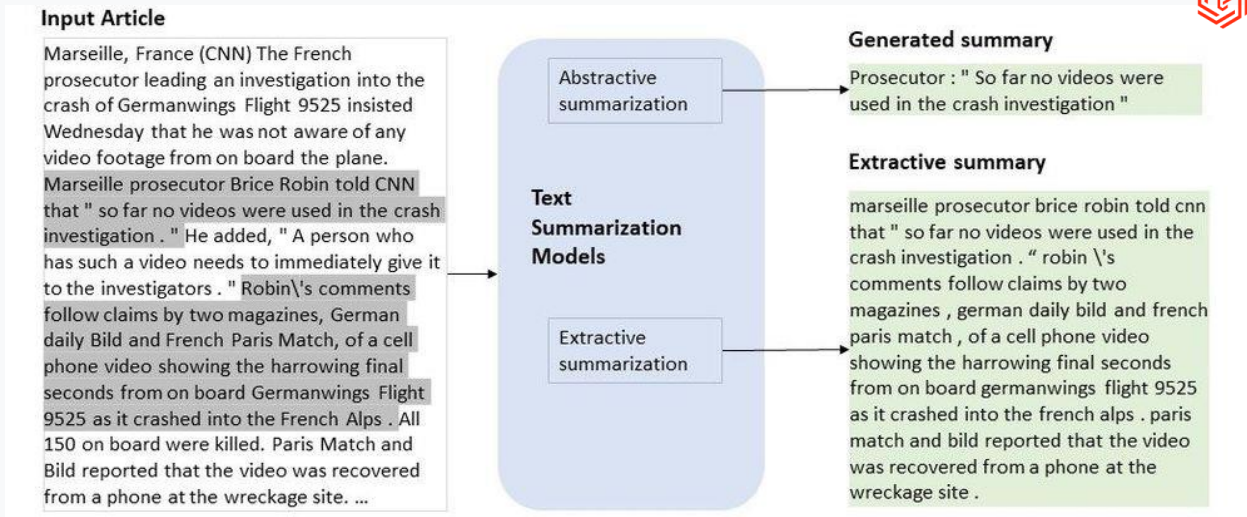 Input Article
Marseille, France (CNN) The French
prosecutor leading an investigation into the
crash of Germanwings Flight 9525 insisted
Wednesday that he was not aware of any
video footage from on board the plane.
Marseille prosecutor Brice Robin told CNN
that " so far no videos were used in the crash
investigation . " He added, " A person who
has such a video needs to immediately give it
to the investigators . " Robin\'s comments
follow claims by two magazines, German
daily Bild and French Paris Match, of a cell
phone video showing the harrowing final
seconds from on board Germanwings Flight
9525 as it crashed into the French Alps . All
150 on board were killed. Paris Match and
Bild reported that the video was recovered
from a phone at the wreckage site. ...
Abstractive
summarization
Text
Summarization
Models
Extractive
summarization
Generated summary
Prosecutor : " So far no videos were
used in the crash investigation "
Extractive summary
marseille prosecutor brice robin told cnn
that " so far no videos were used in the
crash investigation . “ robin \'s
comments follow claims by two
magazines , german daily bild and french
paris match , of a cell phone video
showing the harrowing final seconds
from on board germanwings flight 9525
as it crashed into the french alps . paris
match and bild reported that the video
was recovered from a phone at the
wreckage site .